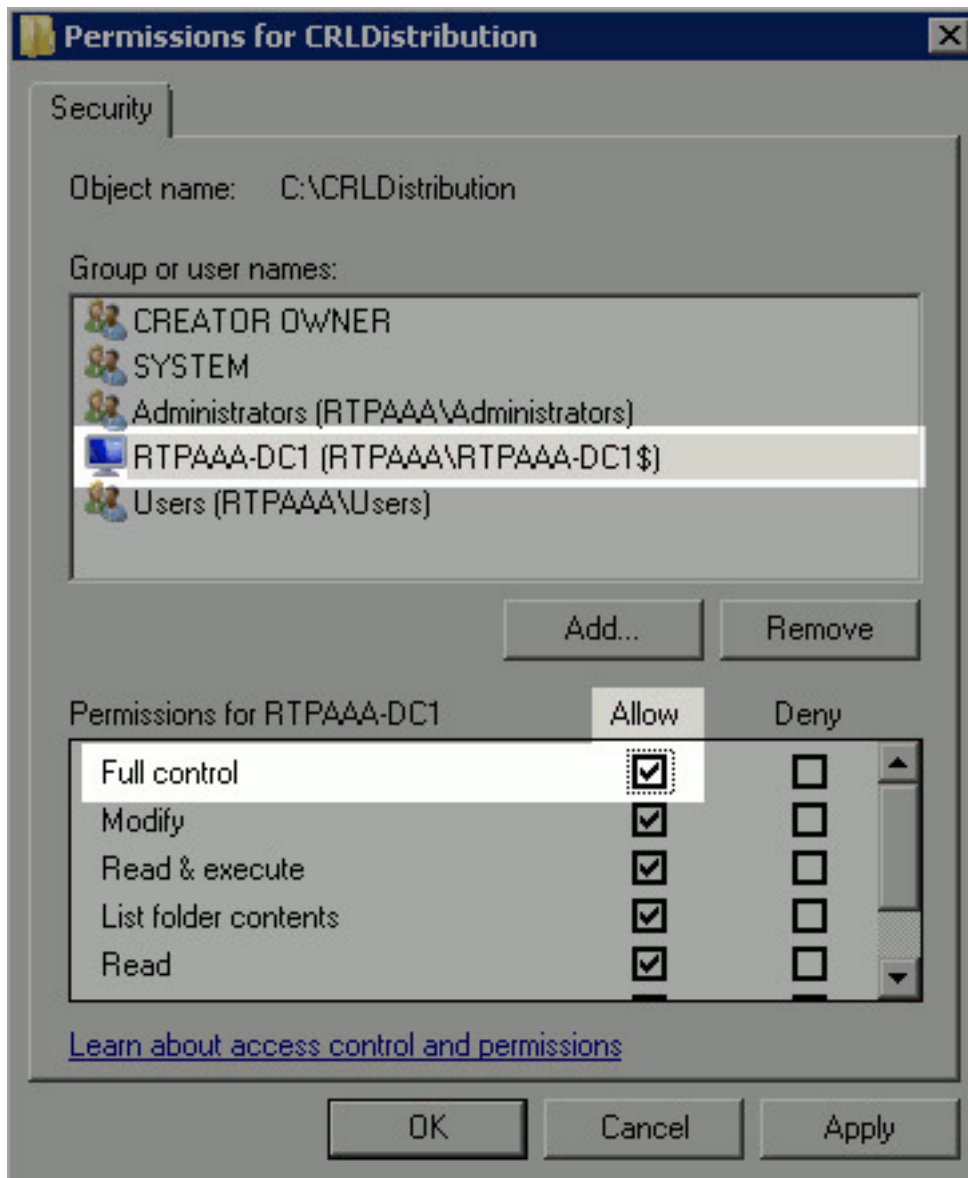 Permissions for CRLDistribution
Security
Object name: C:\CRLDistribution
Group or user names:
CREATOR OWNER
SYSTEM
Administrators (RTPAAA\Administrators)
RTPAAA-DC1 (RTPAAA\RTPAAA-DC1$)
Users (RTPAAA\Users)
Add... Remove
Permissions for RTPAAA-DC1 Allow Deny
Full control
Modify
Read & execute
List folder contents
Read
Learn about access control and permissions
OK Cancel Apply